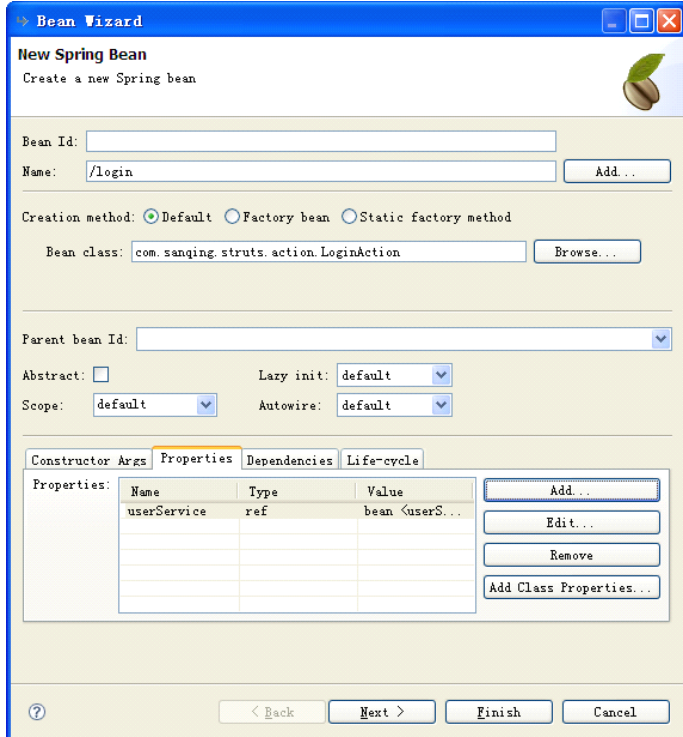 Bean Wizard
New Spring Bean
Create a new Spring bean
Bean Id:
Name: /login Add...
Creation method: Default Factory bean Static factory method
Bean class: com.sanqing.struts.action.LoginAction Browse...
Parent bean Id:
Abstract: Lazy init: default
Scope: default Autowire: default
Constructor Args Properties Dependencies Life-cycle
Properties: Name Type Value Add...
userService ref bean <userS...
Edit...
Remove
Add Class Properties...
? < Back Next > Finish Cancel